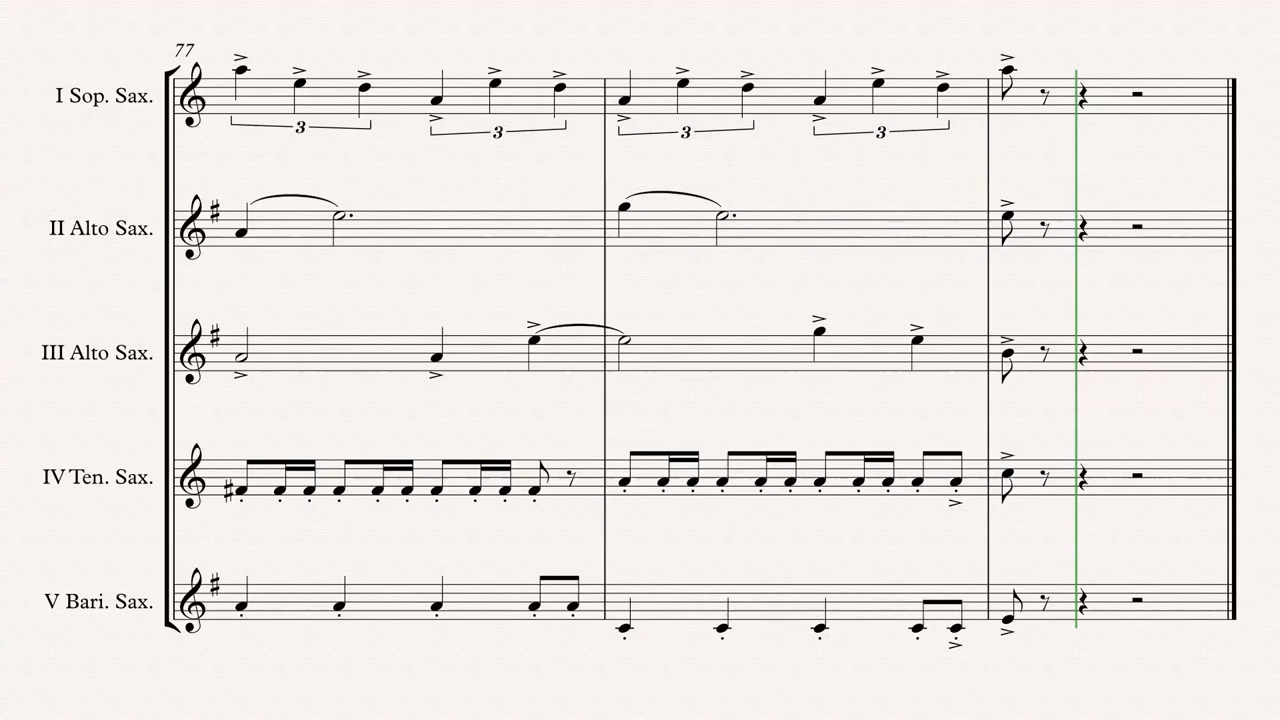 77
I Sop. Sax.
3 3 3 3
II Alto Sax.
III Alto Sax.
IV Ten. Sax.
V Bari. Sax.